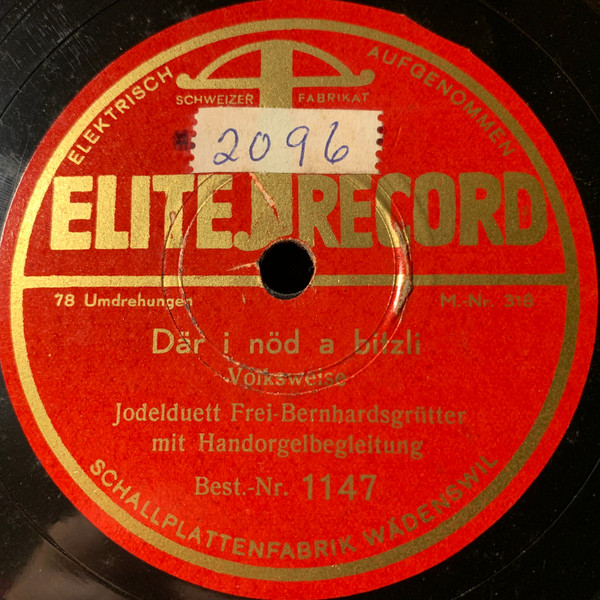 ELEKTRISCH AUFGENOMMEN
SCHWEIZER FABRIKAT
2096
ELITE RECORD
78 Umdrehungen M.-Nr. 318
Där i nöd a bitzli
Volksweise
Jodelduett Frei-Bernhardsgrütter
mit Handorgelbegleitung
Best.-Nr. 1147
SCHALLPLATTENFABRIK WÄDENSWIL